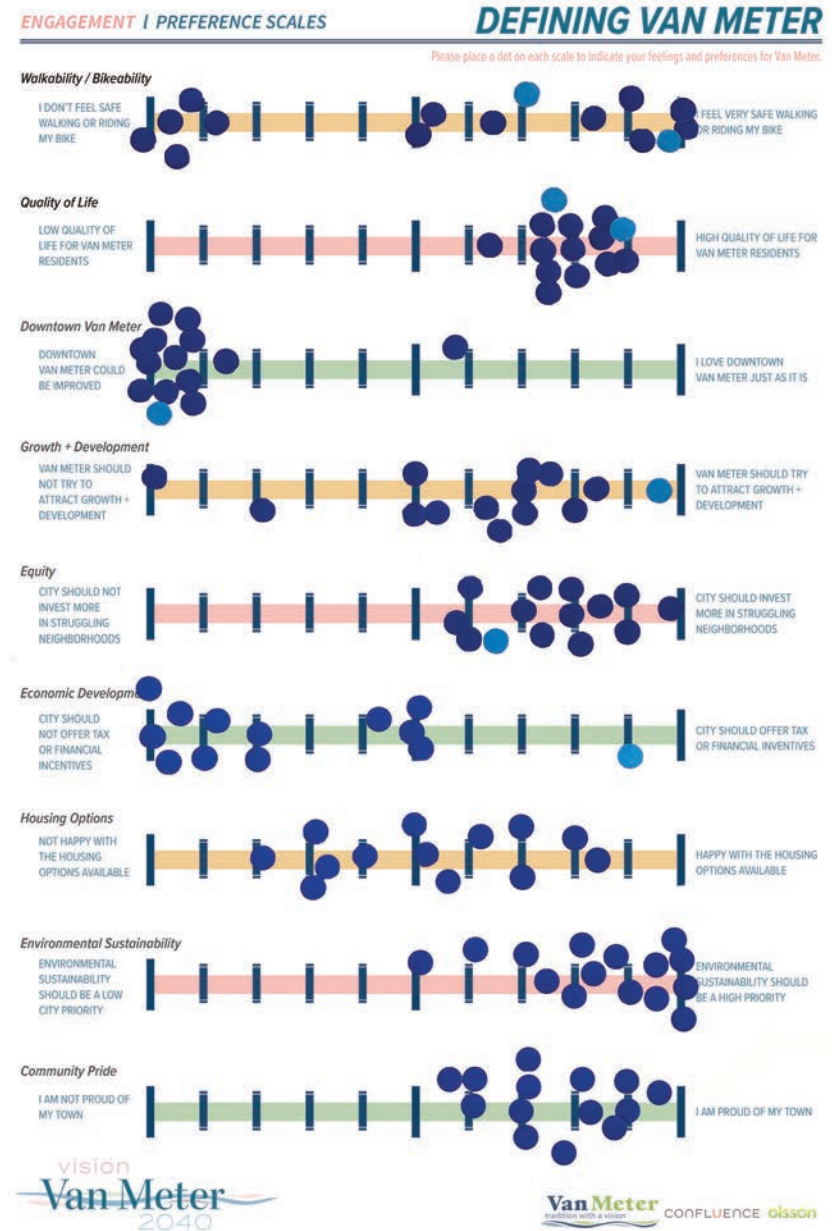 ENGAGEMENT | PREFERENCE SCALES
DEFINING VAN METER
Please place a dot on each scale to indicate your feelings and preferences for Van Meter.
Walkability / Bikeability
I DON'T FEEL SAFE
WALKING OR RIDING
MY BIKE
I FEEL VERY SAFE WALKING
OR RIDING MY BIKE
Quality of Life
LOW QUALITY OF
LIFE FOR VAN METER
RESIDENTS
HIGH QUALITY OF LIFE FOR
VAN METER RESIDENTS
Downtown Van Meter
DOWNTOWN
VAN METER COULD
BE IMPROVED
I LOVE DOWNTOWN
VAN METER JUST AS IT IS
Growth + Development
VAN METER SHOULD
NOT TRY TO
ATTRACT GROWTH +
DEVELOPMENT
VAN METER SHOULD TRY
TO ATTRACT GROWTH +
DEVELOPMENT
Equity
CITY SHOULD NOT
INVEST MORE
IN STRUGGLING
NEIGHBORHOODS
CITY SHOULD INVEST
MORE IN STRUGGLING
NEIGHBORHOODS
Economic Developme
CITY SHOULD
NOT OFFER TAX
OR FINANCIAL
INCENTIVES
CITY SHOULD OFFER TAX
OR FINANCIAL INVENTIVES
Housing Options
NOT HAPPY WITH
THE HOUSING
OPTIONS AVAILABLE
HAPPY WITH THE HOUSING
OPTIONS AVAILABLE
Environmental Sustainability
ENVIRONMENTAL
SUSTAINABILITY
SHOULD BE A LOW
CITY PRIORITY
ENVIRONMENTAL
SUSTAINABILITY SHOULD
BE A HIGH PRIORITY
Community Pride
I AM NOT PROUD OF
MY TOWN
I AM PROUD OF MY TOWN
vision
Van Meter
2040
Van Meter
tradition with a vision
CONFLUENCE
olsson